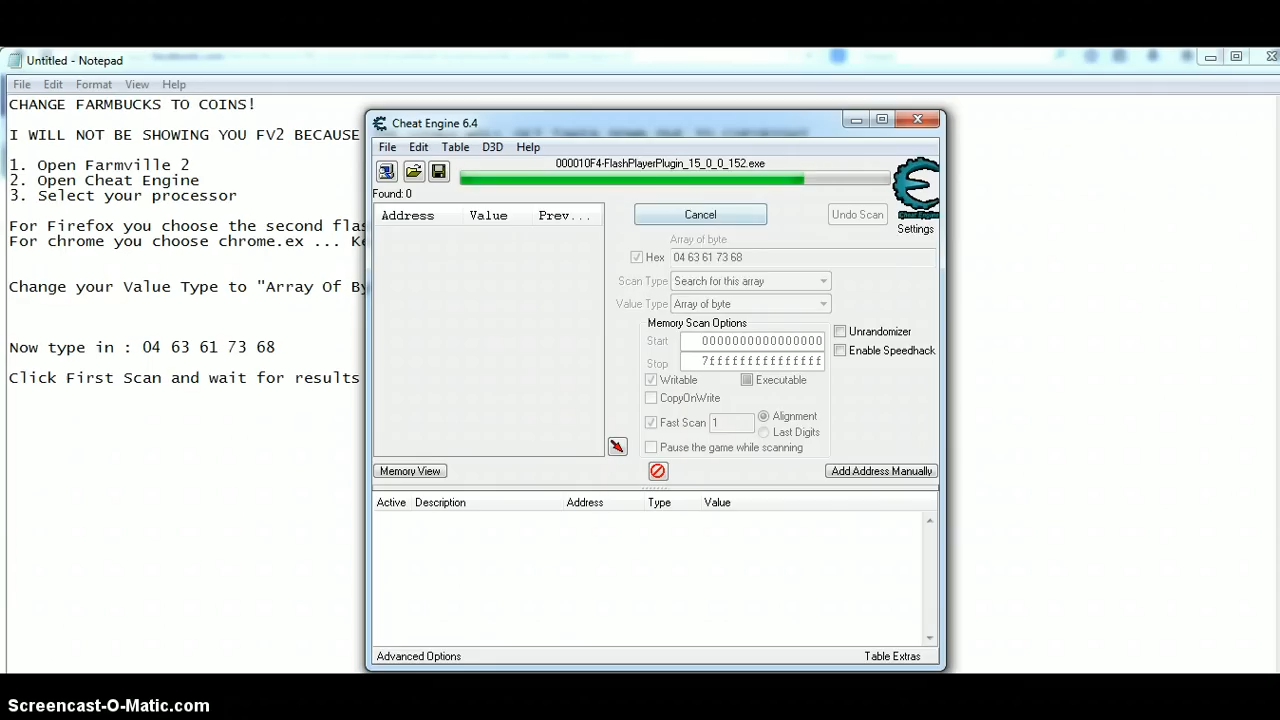 Untitled - Notepad
File Edit Format View Help
CHANGE FARMBUCKS TO COINS!
I WILL NOT BE SHOWING YOU FV2 BECAUSE
1. Open Farmville 2
2. Open Cheat Engine
3. Select your processor
For Firefox you choose the second flas
For chrome you choose chrome.ex ... Ke
Change your Value Type to "Array Of By
Now type in : 04 63 61 73 68
Click First Scan and wait for results
Cheat Engine 6.4
File Edit Table D3D Help
000010F4-FlashPlayerPlugin_15_0_0_152.exe
Found: 0
Address Value Prev...
Cancel
Undo Scan
Cheat Engine
Settings
Array of byte
Hex 04 63 61 73 68
Scan Type Search for this array
Value Type Array of byte
Memory Scan Options
Start 0000000000000000
Stop 7fffffffffffffff
Writable Executable
CopyOnWrite
Fast Scan 1 Alignment
Last Digits
Pause the game while scanning
Unrandomizer
Enable Speedhack
Memory View
Add Address Manually
Active Description Address Type Value
Advanced Options
Table Extras
Screencast-O-Matic.com